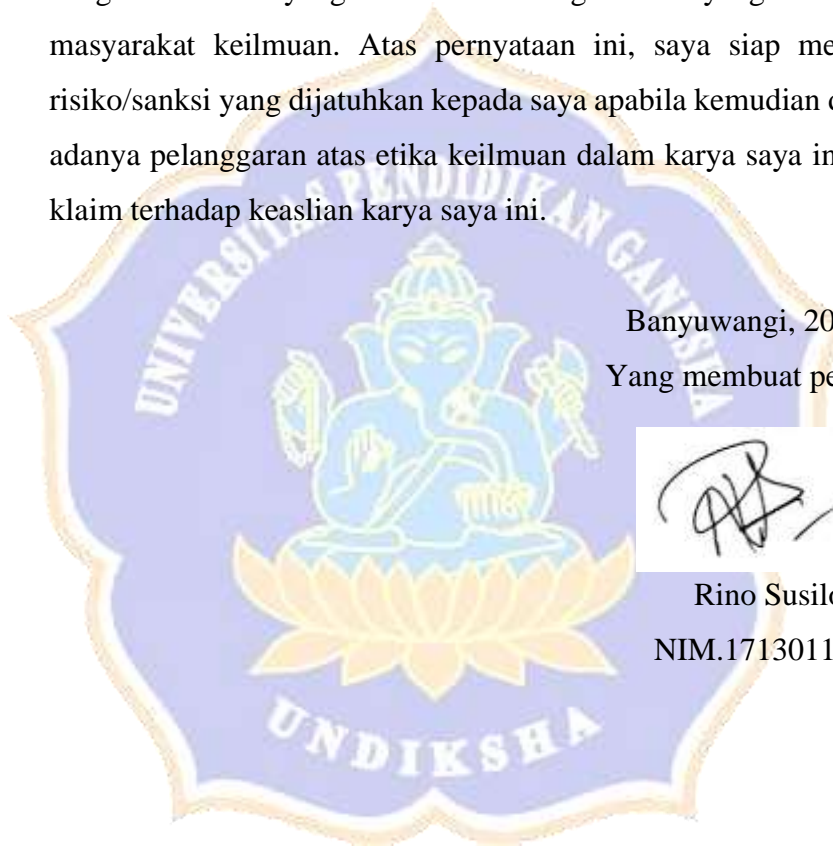 masyarakat keilmuan. Atas pernyataan ini, saya siap me
risiko/sanksi yang dijatuhkan kepada saya apabila kemudian
adanya pelanggaran atas etika keilmuan dalam karya saya in
klaim terhadap keaslian karya saya ini.
UNIVERSITAS PENDIDIKAN GANESHA
Banyuwangi, 20
Yang membuat pe
Rino Susilo
NIM.1713011
UNDIKSHA